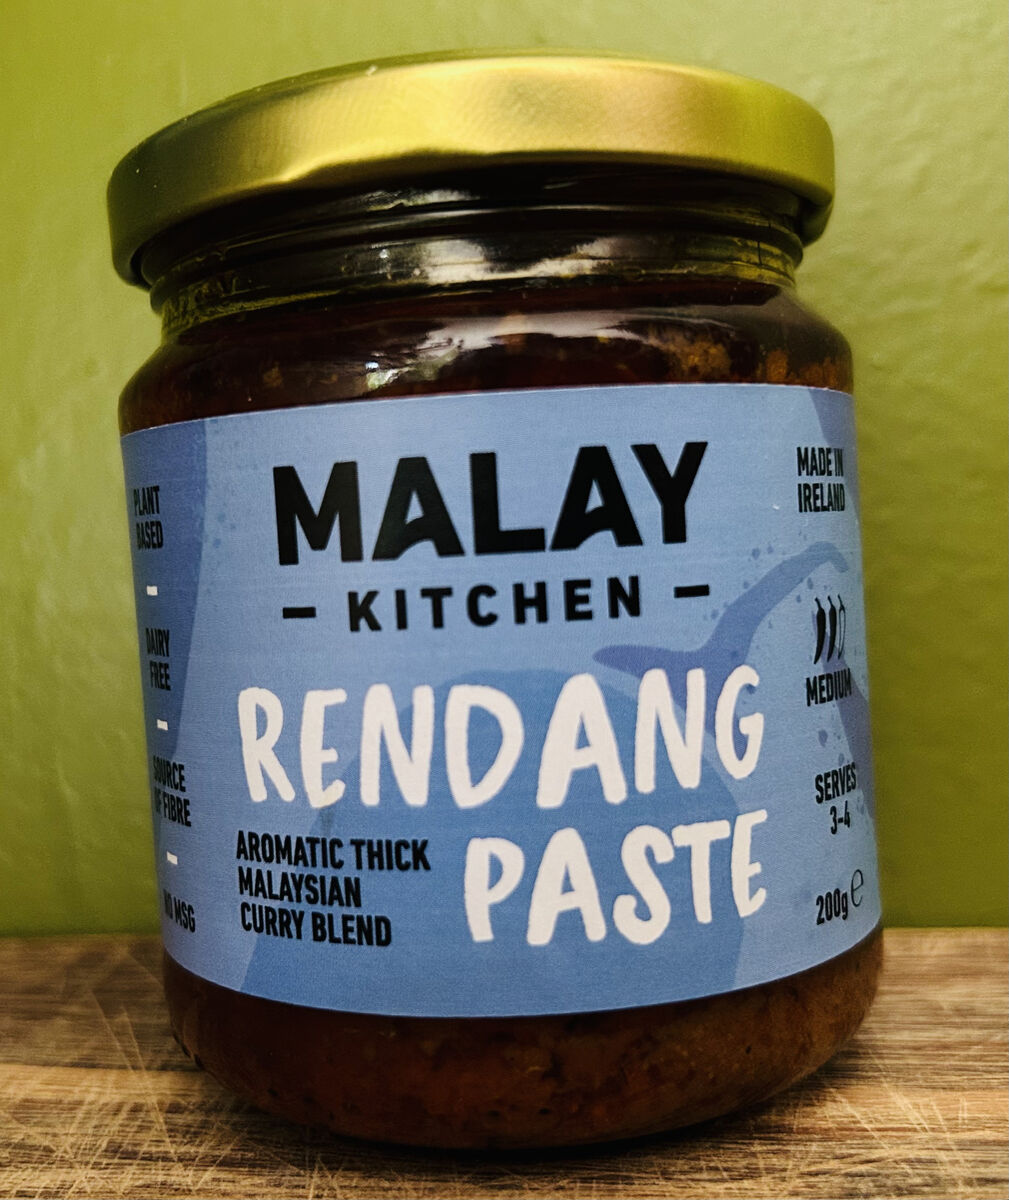 MALAY
– KITCHEN –
RENDANG
PASTE
AROMATIC THICK
MALAYSIAN
CURRY BLEND
PLANT
BASED
DAIRY
FREE
SOURCE
OF FIBRE
NO MSG
MADE IN
IRELAND
MEDIUM
SERVES
3–4
200g ℮